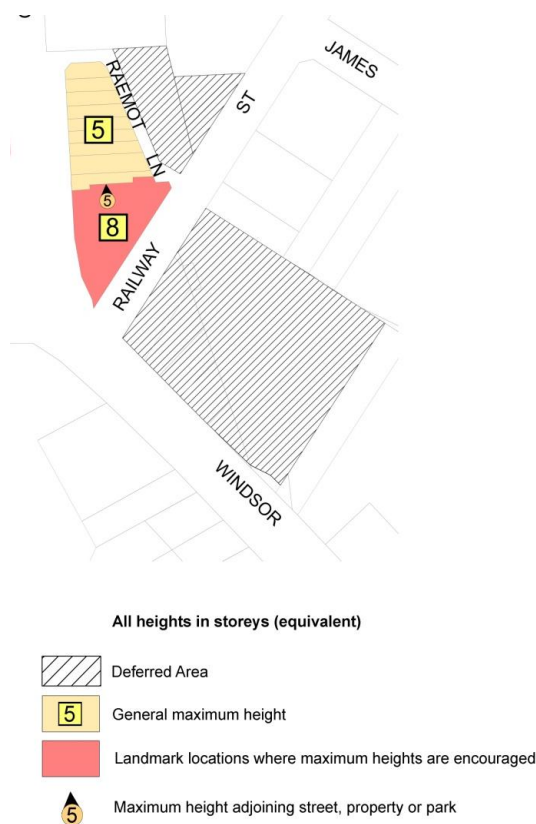 JAMES
ST
RAEMOT LN
5
5
8
RAILWAY
WINDSOR
All heights in storeys (equivalent)
Deferred Area
5
General maximum height
Landmark locations where maximum heights are encouraged
5
Maximum height adjoining street, property or park